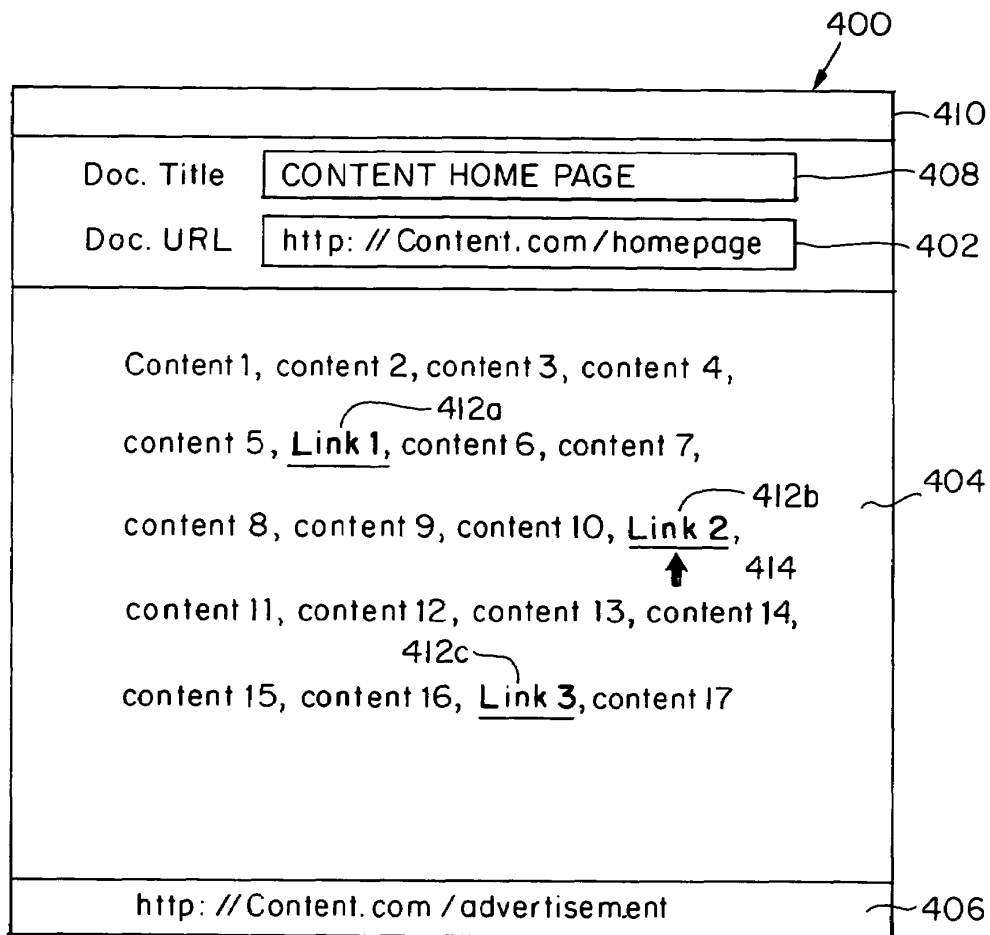 400
410
Doc. Title CONTENT HOME PAGE 408
Doc. URL http: // Content. com / homepage 402
Content 1, content 2, content 3, content 4,
412a
content 5, Link 1, content 6, content 7,
412b 404
content 8, content 9, content 10, Link 2,
414
content 11, content 12, content 13, content 14,
412c
content 15, content 16, Link 3, content 17
http: // Content. com / advertisement 406